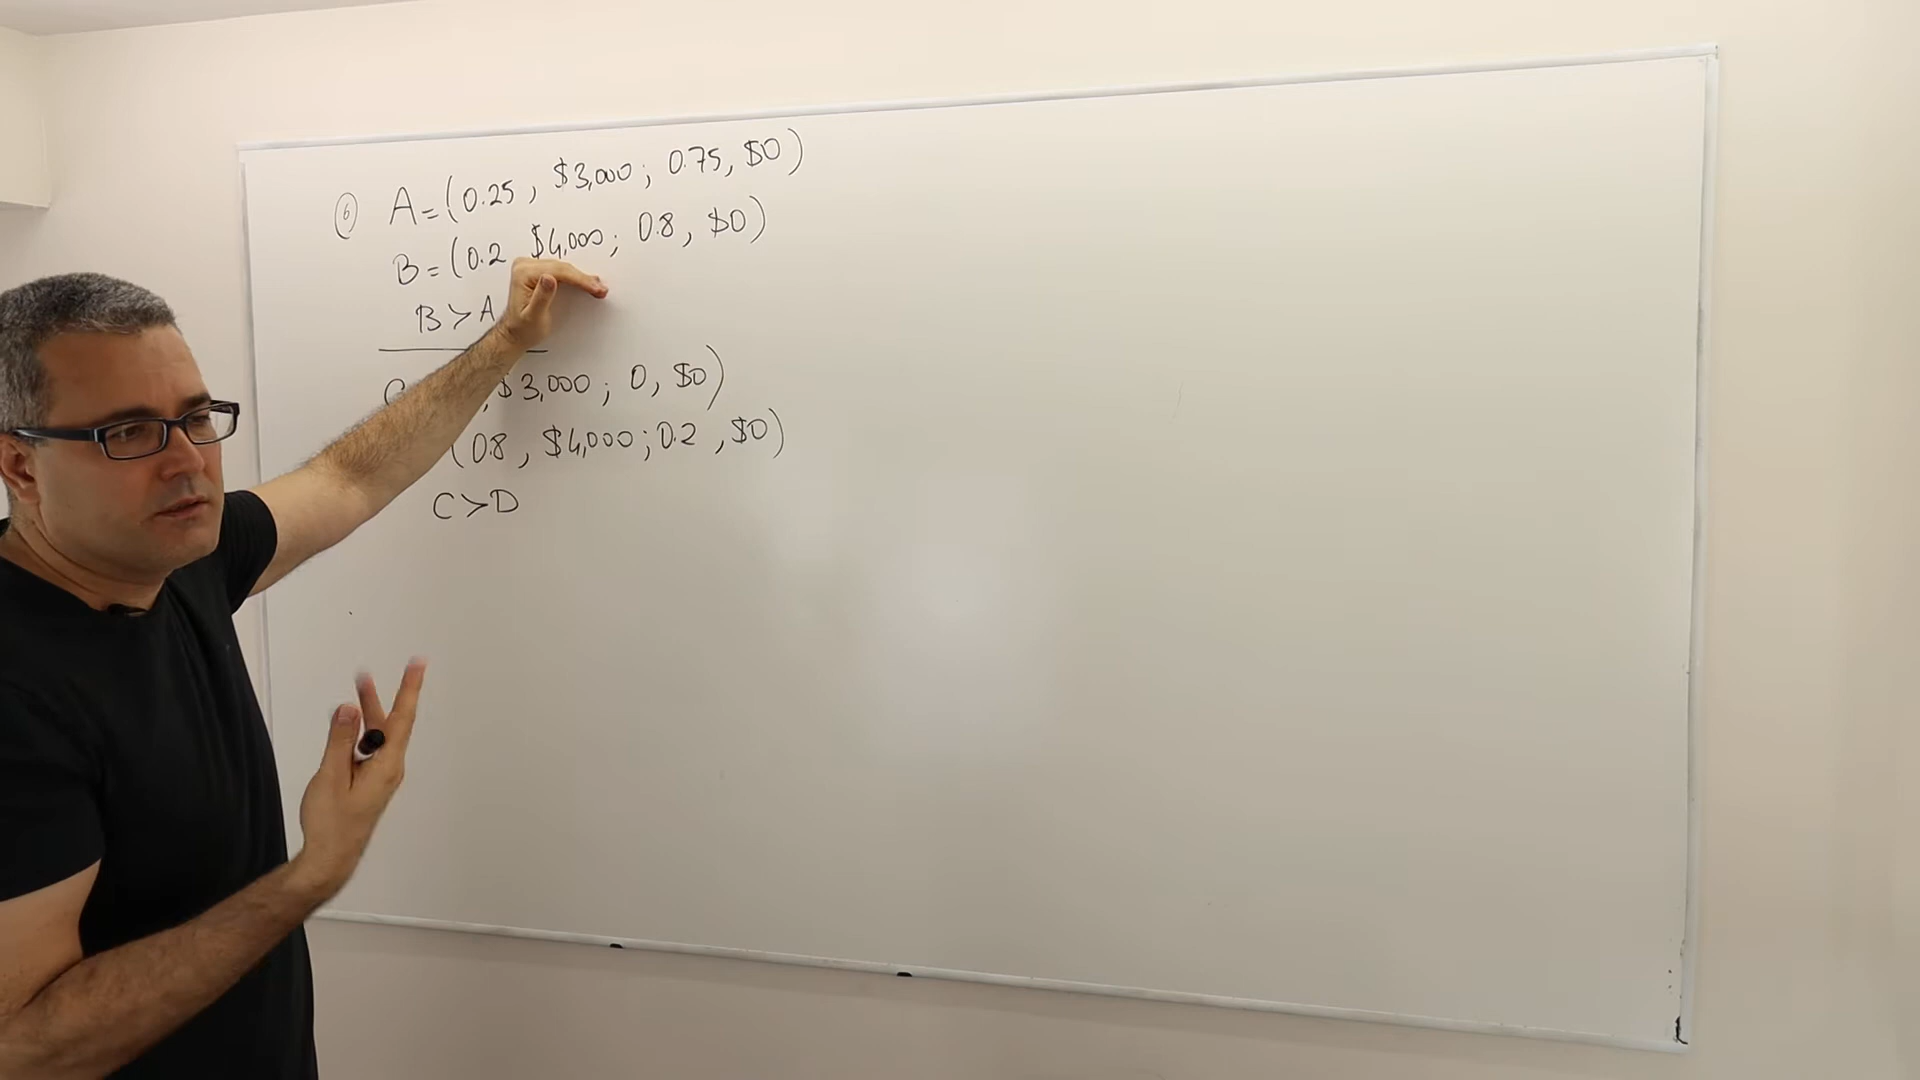 6 A=(0.25, $3,000; 0.75, $0)
B=(0.2 $4,000; 0.8, $0)
B>A
C , $3,000; 0, $0)
(0.8, $4,000; 0.2, $0)
C>D